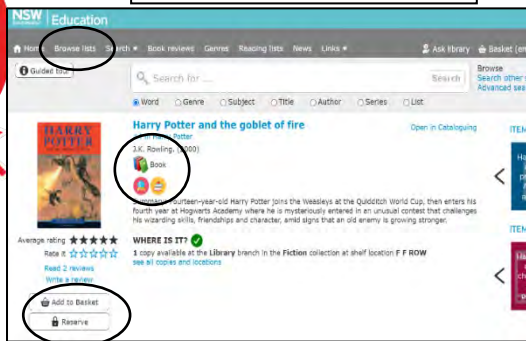 NSW Education
Home Browse lists Search Book reviews Genres Reading lists News Links Ask library Basket
Guided tour
Search for ... Search
Browse
Search other
Advanced
Word Genre Subject Title Author Series List
Harry Potter and the goblet of fire Open in Cataloguing
Harry Potter
J.K. Rowling. (2000)
Book
HARRY
POTTER
Fourteen-year-old Harry Potter joins the Weasleys at the Quidditch World Cup, then enters his
fourth year at Hogwarts Academy where he is mysteriously entered in an unusual contest that challenges
his wizarding skills, friendships and character, amid signs that an old enemy is growing stronger.
Average rating
Rate it
Read 2 reviews
Write a review
WHERE IS IT?
1 copy available at the Library branch in the Fiction collection at shelf location F F ROW
see all copies and locations
Add to Basket
Reserve